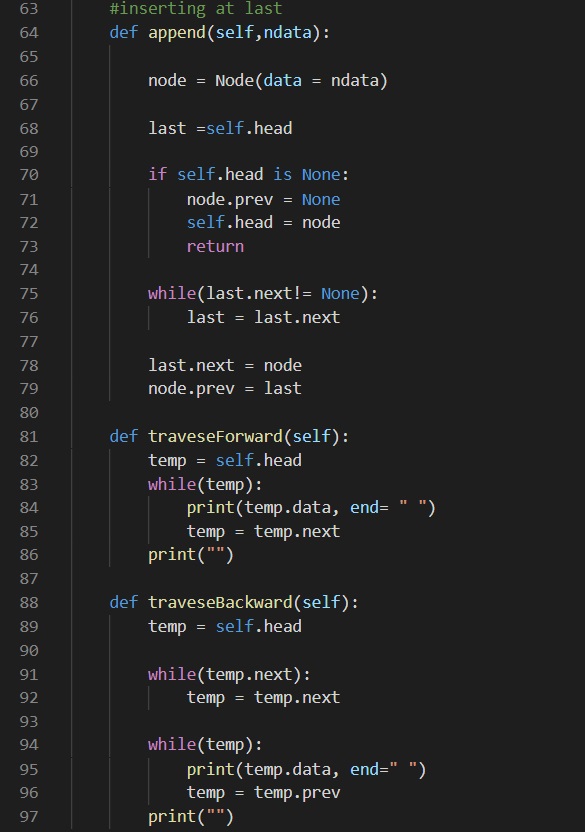 63 #inserting at last
64 def append(self,ndata):
65
66 node = Node(data = ndata)
67
68 last =self.head
69
70 if self.head is None:
71 node.prev = None
72 self.head = node
73 return
74
75 while(last.next!= None):
76 last = last.next
77
78 last.next = node
79 node.prev = last
80
81 def traveseForward(self):
82 temp = self.head
83 while(temp):
84 print(temp.data, end= " ")
85 temp = temp.next
86 print("")
87
88 def traveseBackward(self):
89 temp = self.head
90
91 while(temp.next):
92 temp = temp.next
93
94 while(temp):
95 print(temp.data, end=" ")
96 temp = temp.prev
97 print("")